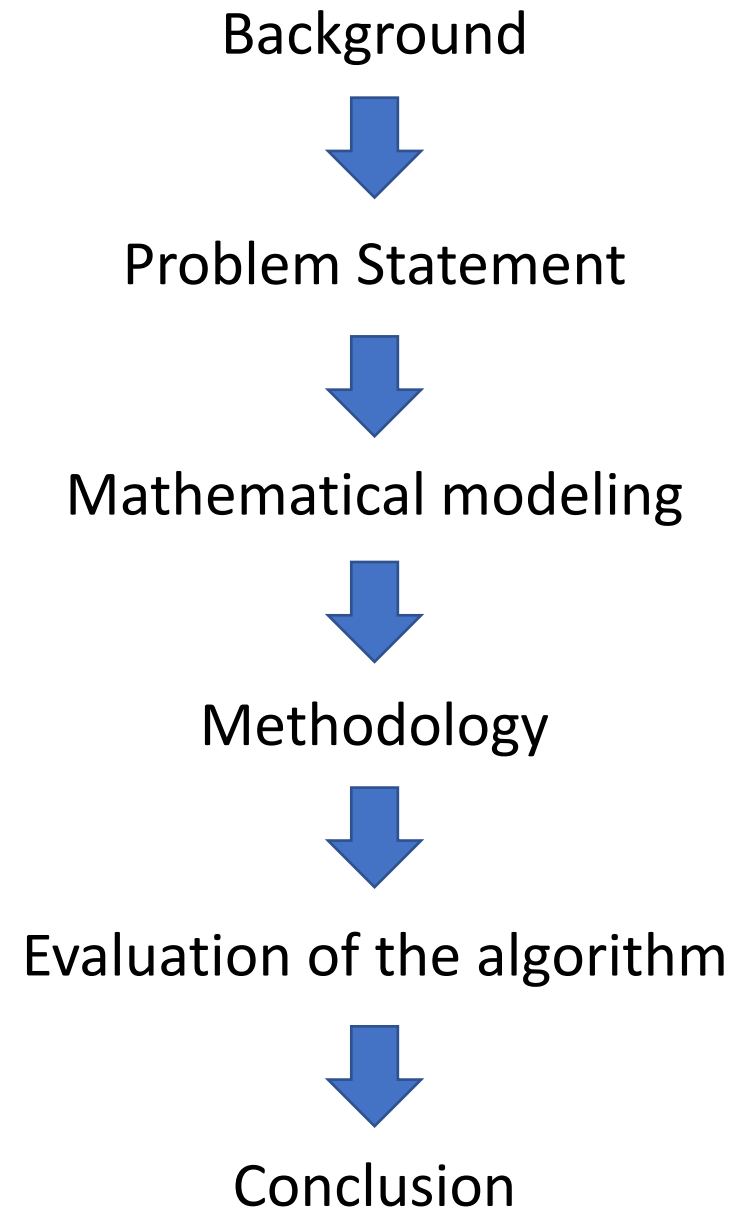 Background
Problem Statement
Mathematical modeling
Methodology
Evaluation of the algorithm
Conclusion